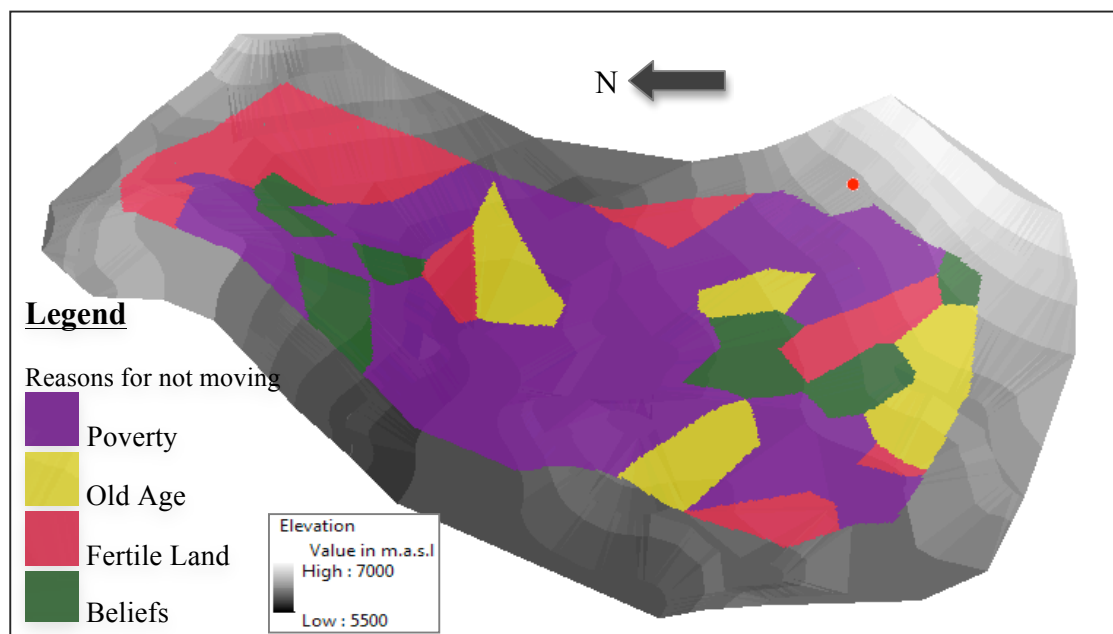 N
Legend
Reasons for not moving
Poverty
Old Age
Fertile Land
Beliefs
Elevation
Value in m.a.s.l
High : 7000
Low : 5500